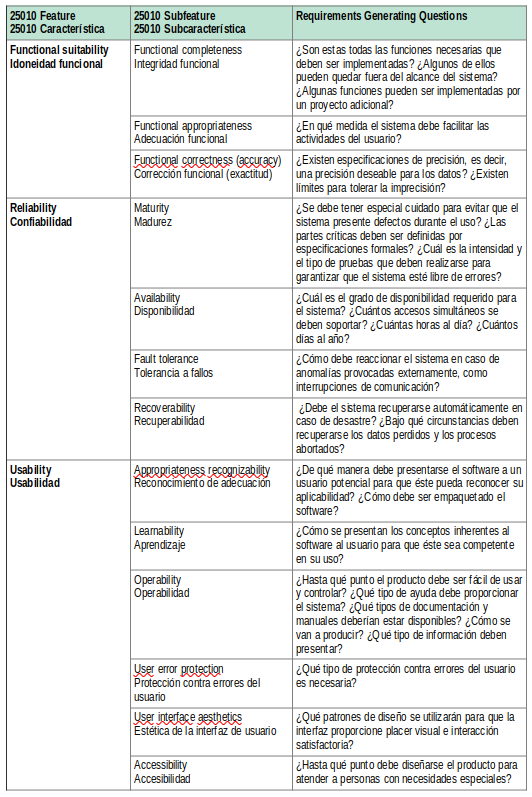 25010 Feature
25010 Característica
25010 Subfeature
25010 Subcaracterística
Requirements Generating Questions
Functional suitability
Idoneidad funcional
Functional completeness
Integridad funcional
¿Son estas todas las funciones necesarias que
deben ser implementadas? ¿Algunos de ellos
pueden quedar fuera del alcance del sistema?
¿Algunas funciones pueden ser implementadas por
un proyecto adicional?
Functional appropriateness
Adecuación funcional
¿En qué medida el sistema debe facilitar las
actividades del usuario?
Functional correctness (accuracy)
Corrección funcional (exactitud)
¿Existen especificaciones de precisión, es decir,
una precisión deseable para los datos? ¿Existen
límites para tolerar la imprecisión?
Reliability
Confiabilidad
Maturity
Madurez
¿Se debe tener especial cuidado para evitar que el
sistema presente defectos durante el uso? ¿Las
partes críticas deben ser definidas por
especificaciones formales? ¿Cuál es la intensidad y
el tipo de pruebas que deben realizarse para
garantizar que el sistema esté libre de errores?
Availability
Disponibilidad
¿Cuál es el grado de disponibilidad requerido para
el sistema? ¿Cuántos accesos simultáneos se
deben soportar? ¿Cuántas horas al día? ¿Cuántos
días al año?
Fault tolerance
Tolerancia a fallos
¿Cómo debe reaccionar el sistema en caso de
anomalías provocadas externamente, como
interrupciones de comunicación?
Recoverability
Recuperabilidad
¿Debe el sistema recuperarse automáticamente en
caso de desastre? ¿Bajo qué circunstancias deben
recuperarse los datos perdidos y los procesos
abortados?
Usability
Usabilidad
Appropriateness recognizability
Reconocimiento de adecuación
¿De qué manera debe presentarse el software a un
usuario potencial para que éste pueda reconocer su
aplicabilidad? ¿Cómo debe ser empaquetado el
software?
Learnability
Aprendizaje
¿Cómo se presentan los conceptos inherentes al
software al usuario para que éste sea competente
en su uso?
Operability
Operabilidad
¿Hasta qué punto el producto debe ser fácil de usar
y controlar? ¿Qué tipo de ayuda debe proporcionar
el sistema? ¿Qué tipos de documentación y
manuales deberían estar disponibles? ¿Cómo se
van a producir? ¿Qué tipo de información deben
presentar?
User error protection
Protección contra errores del
usuario
¿Qué tipo de protección contra errores del usuario
es necesaria?
User interface aesthetics
Estética de la interfaz de usuario
¿Qué patrones de diseño se utilizarán para que la
interfaz proporcione placer visual e interacción
satisfactoria?
Accessibility
Accesibilidad
¿Hasta qué punto debe diseñarse el producto para
atender a personas con necesidades especiales?